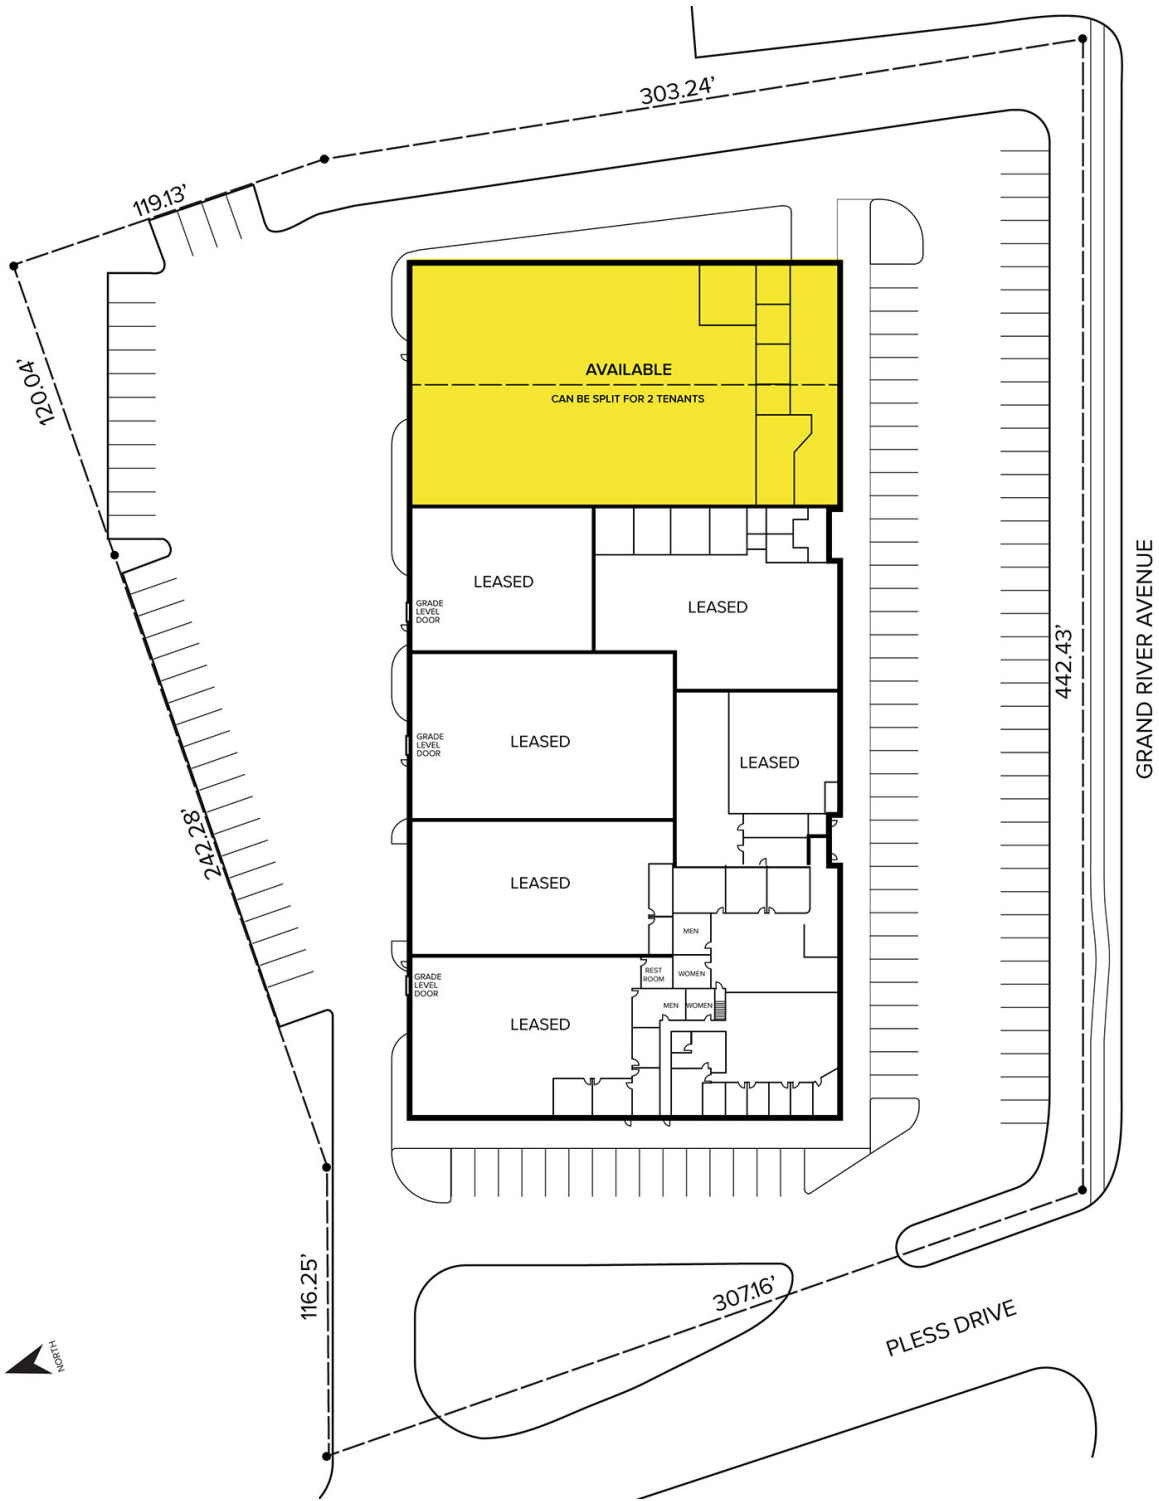 303.24'
119.13'
120.04'
AVAILABLE
CAN BE SPLIT FOR 2 TENANTS
LEASED
GRADE
LEVEL
DOOR
LEASED
442.43'
GRAND RIVER AVENUE
LEASED
GRADE
LEVEL
DOOR
LEASED
242.28'
LEASED
MEN
REST
ROOM
WOMEN
GRADE
LEVEL
DOOR
MEN
WOMEN
LEASED
116.25'
307.16'
PLESS DRIVE
NORTH